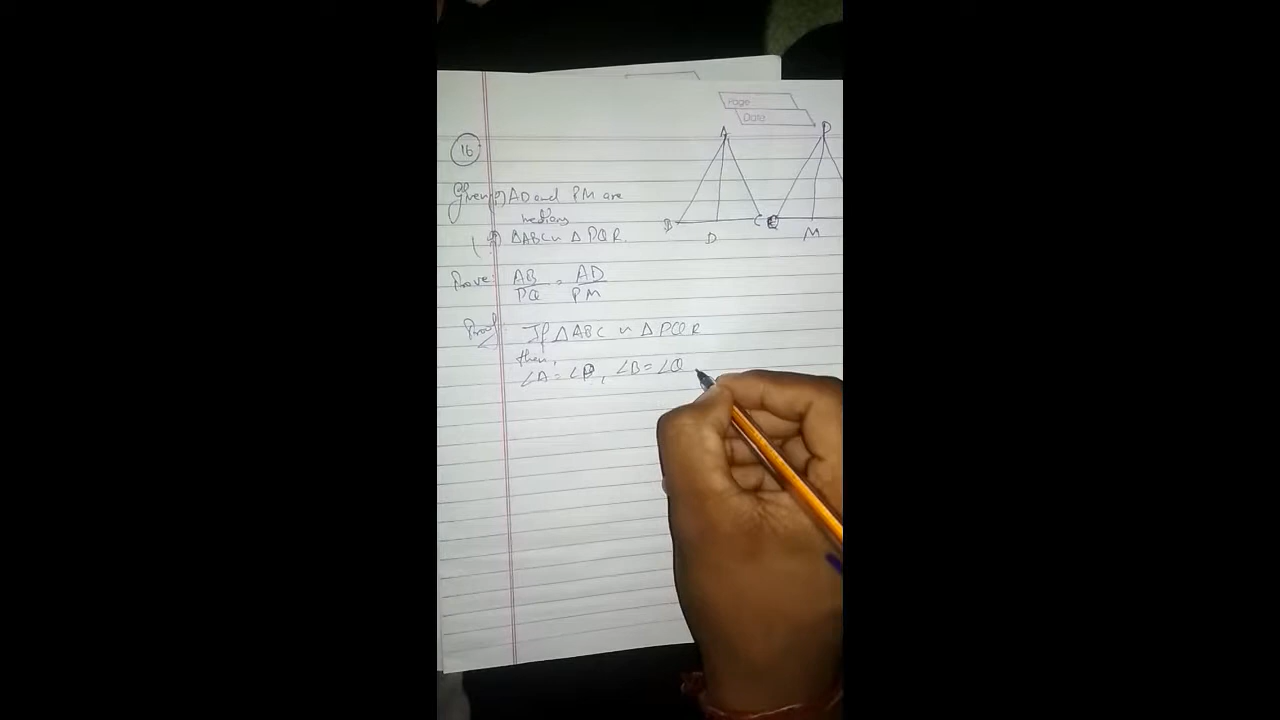 Page
Date
16
A
P
Given: i) AD and PM are
medians
B
D
C
Q
M
ii) ΔABC ~ ΔPQR.
Prove: AB/PQ = AD/PM
Proof: If ΔABC ~ ΔPQR
then,
∠A = ∠P, ∠B = ∠Q